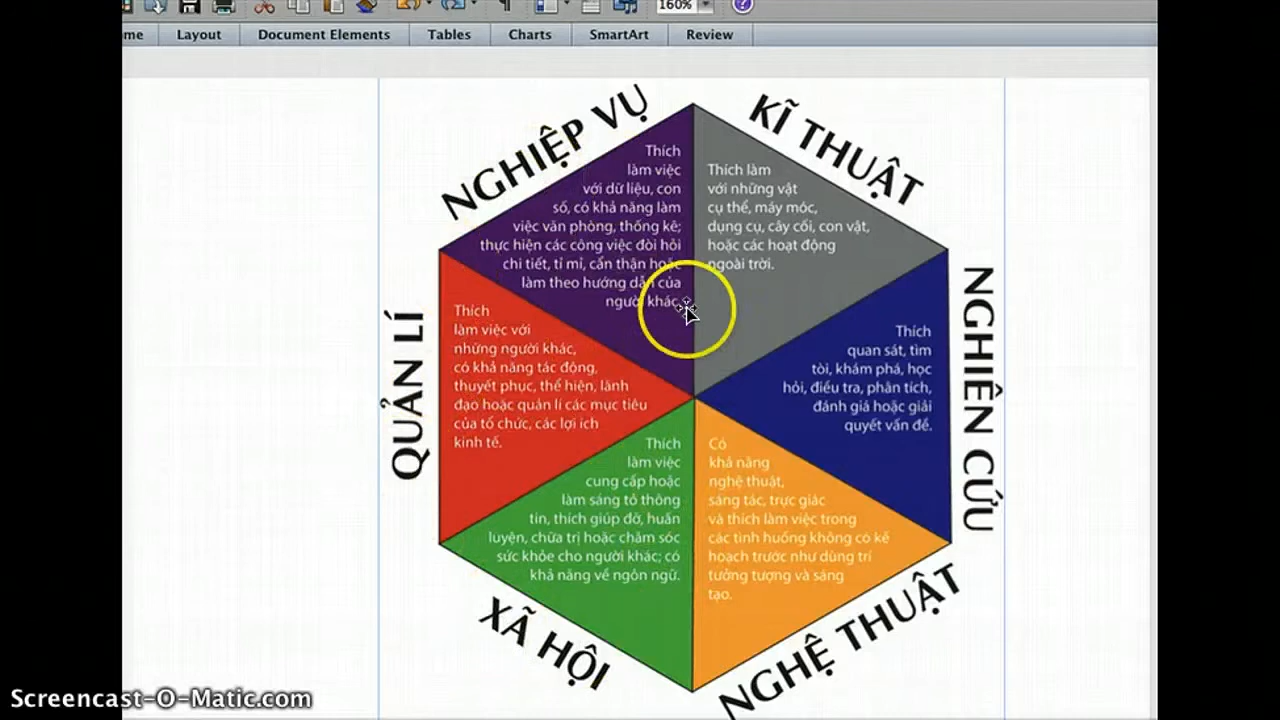 160%
Layout
Document Elements
Tables
Charts
SmartArt
Review
NGHIỆP VỤ
Thích
làm việc
với dữ liệu, con
số, có khả năng làm
việc văn phòng, thống kê;
thực hiện các công việc đòi hỏi
chi tiết, tỉ mỉ, cẩn thận hoặc
làm theo hướng dẫn của
người khác.
KĨ THUẬT
Thích làm
với những vật
cụ thể, máy móc,
dụng cụ, cây cối, con vật,
hoặc các hoạt động
ngoài trời.
NGHIÊN CỨU
Thích
quan sát, tìm
tòi, khám phá, học
hỏi, điều tra, phân tích,
đánh giá hoặc giải
quyết vấn đề.
NGHỆ THUẬT
Có
khả năng
nghệ thuật,
sáng tác, trực giác
và thích làm việc trong
các tình huống không có kế
hoạch trước như dùng trí
tưởng tượng và sáng
tạo.
XÃ HỘI
Thích
làm việc
cung cấp hoặc
làm sáng tỏ thông
tin, thích giúp đỡ, huấn
luyện, chữa trị hoặc chăm sóc
sức khỏe cho người khác; có
khả năng về ngôn ngữ.
QUẢN LÍ
Thích
làm việc với
những người khác,
có khả năng tác động,
thuyết phục, thể hiện, lãnh
đạo hoặc quản lí các mục tiêu
của tổ chức, các lợi ích
kinh tế.
Screencast-O-Matic.com